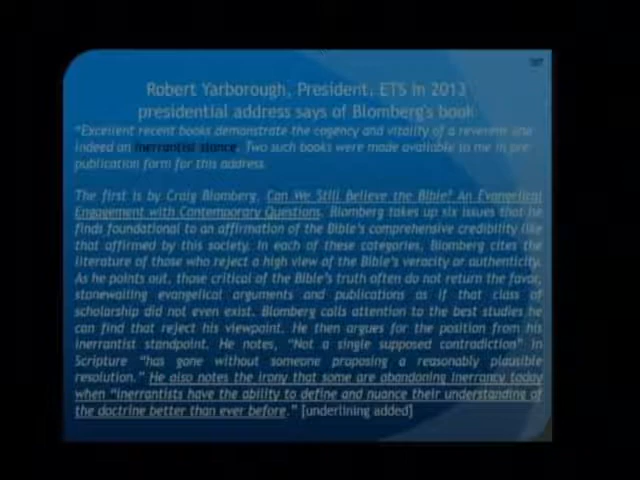 Robert Yarborough, President, ETS in 2013
presidential address says of Blomberg's book
"Excellent recent books demonstrate the cogency and vitality of a reverent and
indeed an inerrantist stance. Two such books were made available to me in pre-
publication form for this address.
The first is by Craig Blomberg, Can We Still Believe the Bible? An Evangelical
Engagement with Contemporary Questions. Blomberg takes up six issues that he
finds foundational to an affirmation of the Bible's comprehensive credibility like
that affirmed by this society. In each of these categories, Blomberg cites the
literature of those who reject a high view of the Bible's veracity or authenticity.
As he points out, those critical of the Bible's truth often do not return the favor,
stonewalling evangelical arguments and publications as if that class of
scholarship did not even exist. Blomberg calls attention to the best studies he
can find that reject his viewpoint. He then argues for the position from his
inerrantist standpoint. He notes, "Not a single supposed contradiction" in
Scripture "has gone without someone proposing a reasonably plausible
resolution." He also notes the irony that some are abandoning inerrancy today
when "inerrantists have the ability to define and nuance their understanding of
the doctrine better than ever before." [underlining added]